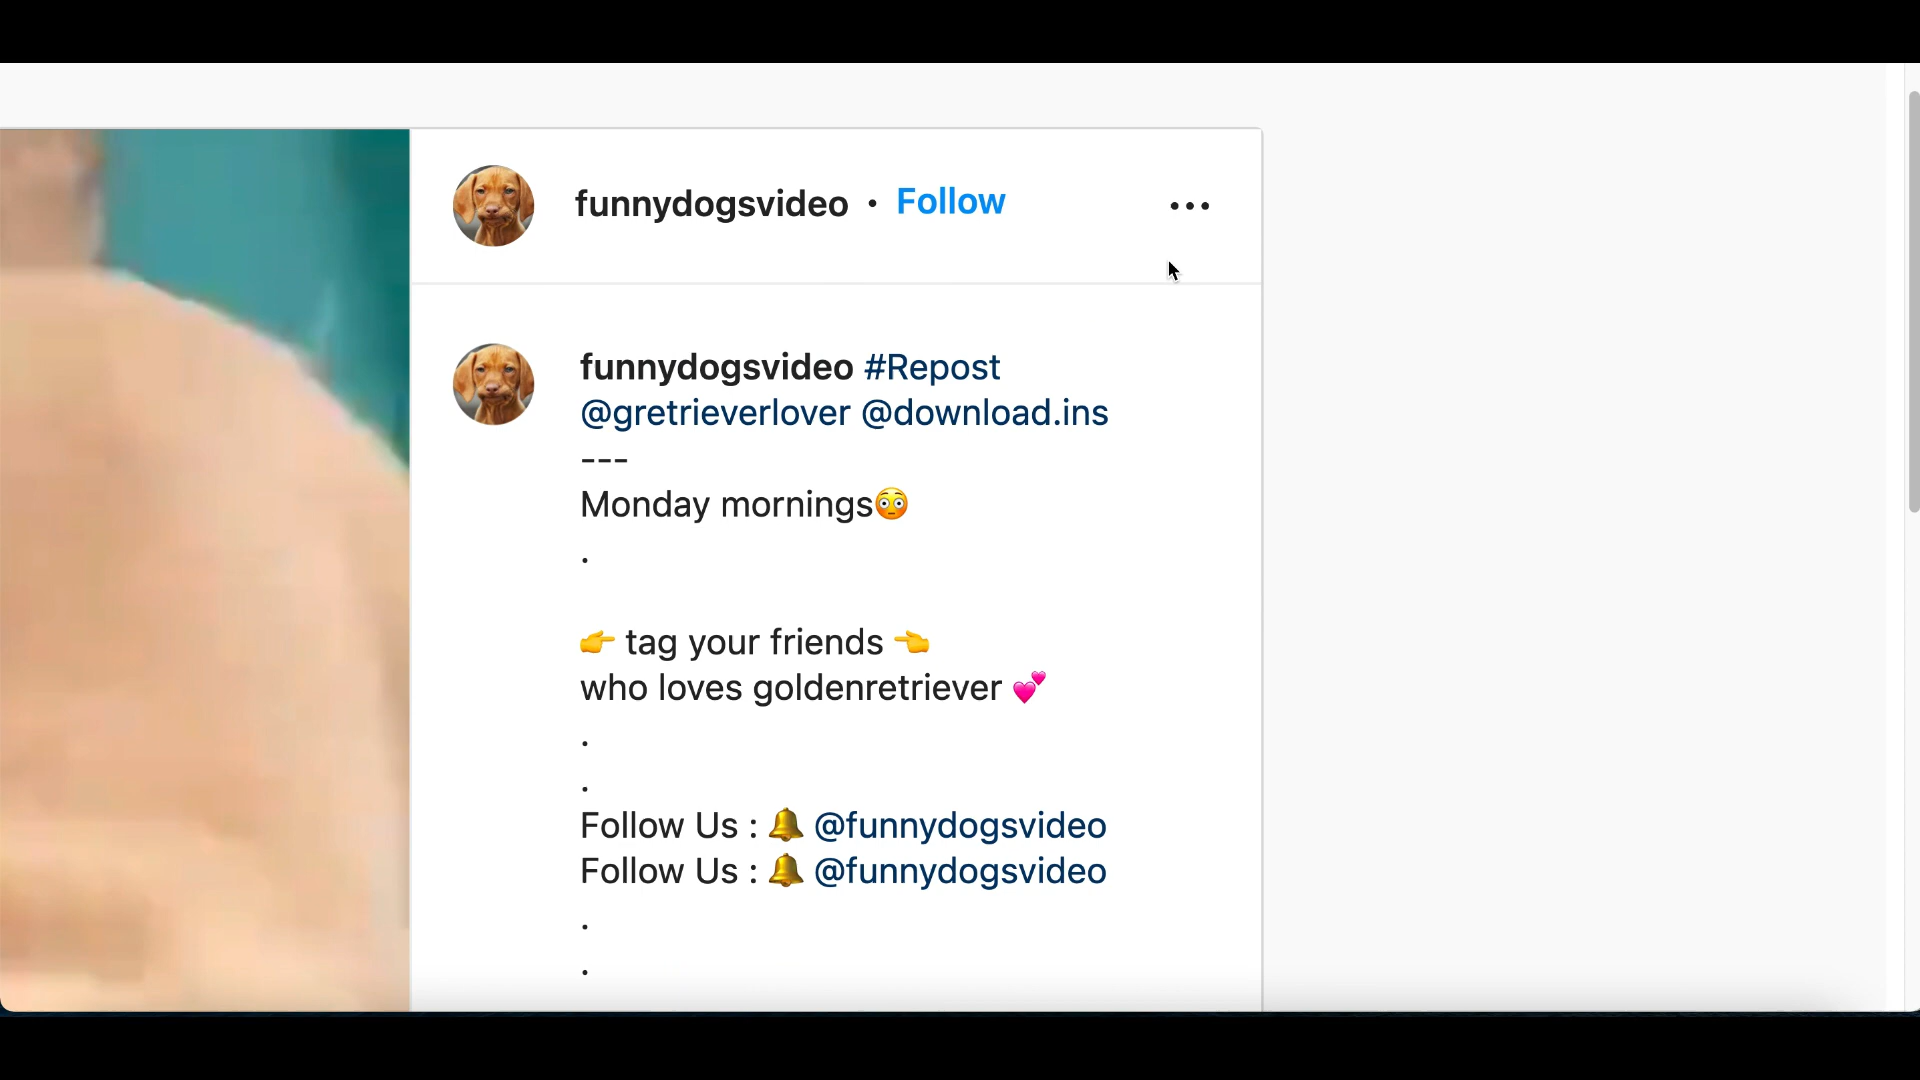 funnydogsvideo • Follow
funnydogsvideo #Repost
@gretrieverlover @download.ins
---
Monday mornings😳
.
👉 tag your friends 👈
who loves goldenretriever 💕
.
.
Follow Us : 🔔 @funnydogsvideo
Follow Us : 🔔 @funnydogsvideo
.
.